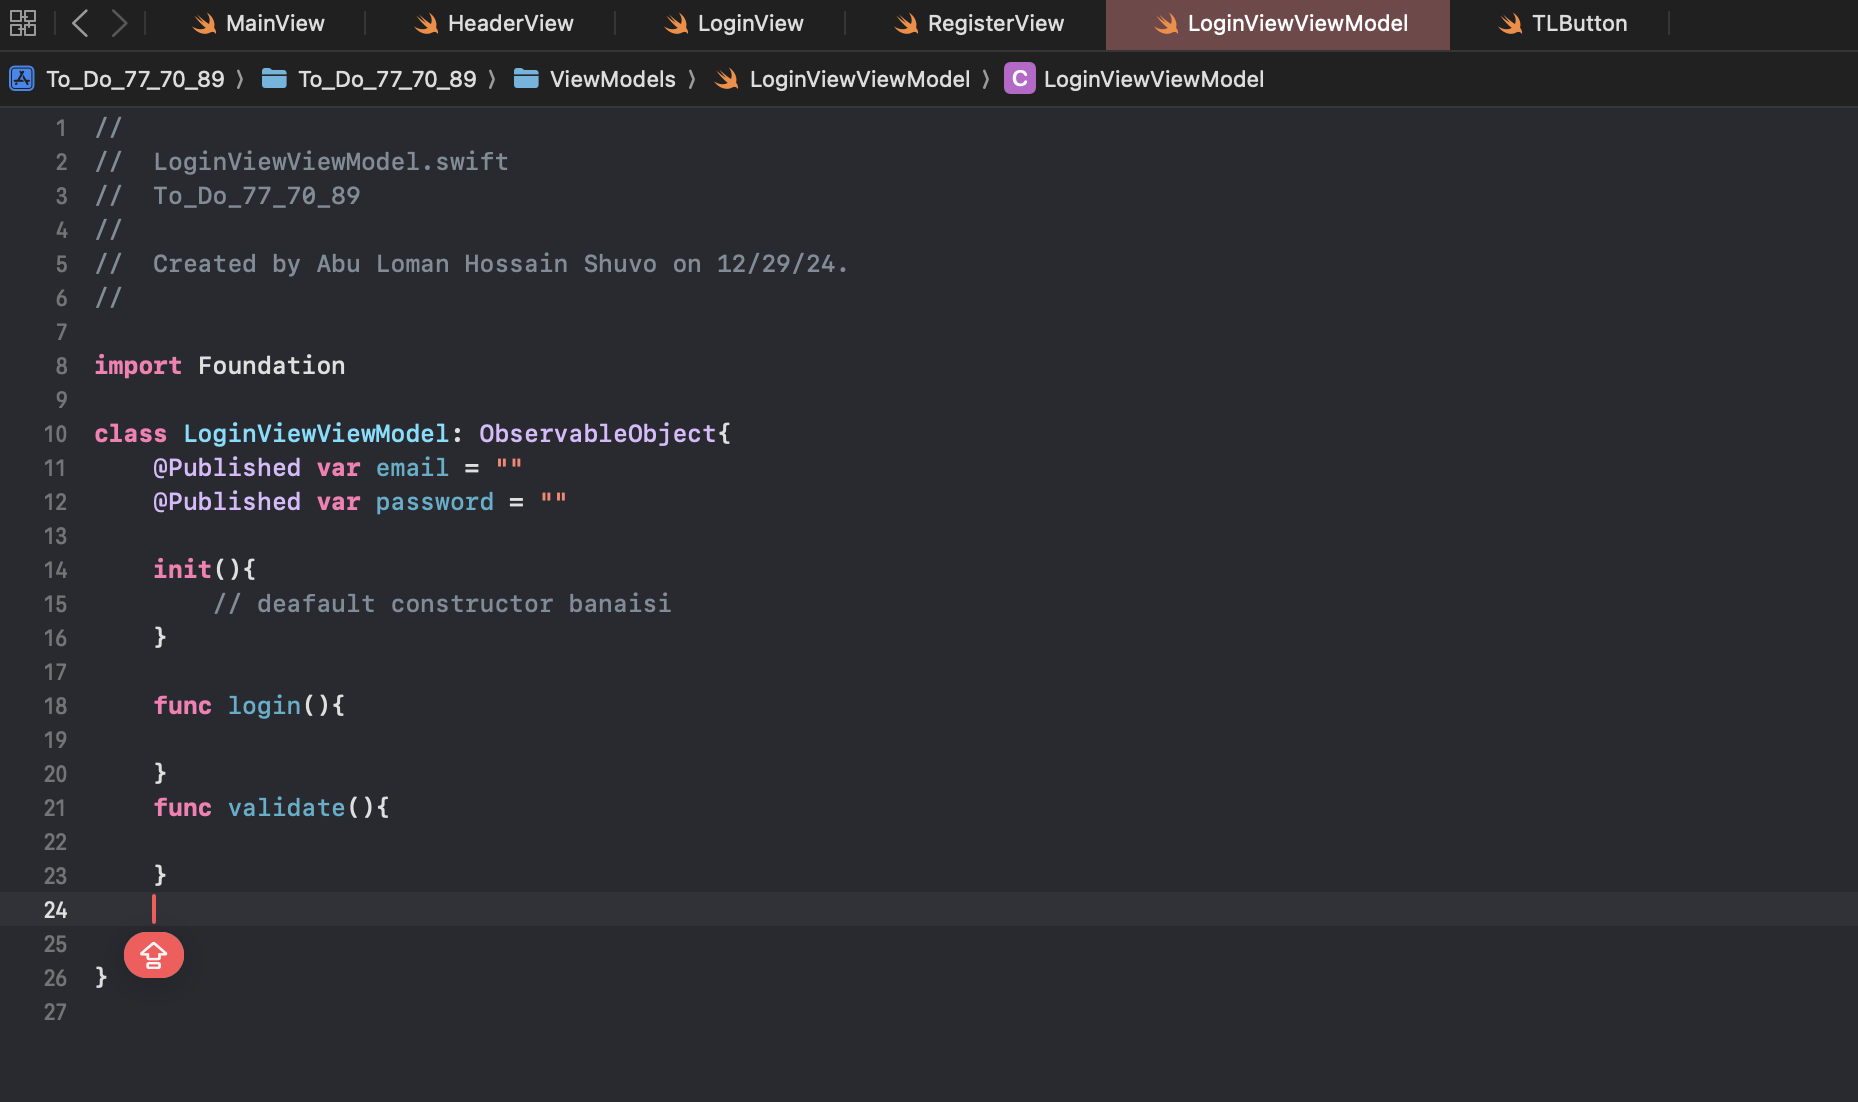 MainView HeaderView LoginView RegisterView LoginViewViewModel TLButton
To_Do_77_70_89 〉 To_Do_77_70_89 〉 ViewModels 〉 LoginViewViewModel 〉 C LoginViewViewModel
1 //
2 //  LoginViewViewModel.swift
3 //  To_Do_77_70_89
4 //
5 //  Created by Abu Loman Hossain Shuvo on 12/29/24.
6 //
7
8 import Foundation
9
10 class LoginViewViewModel: ObservableObject{
11     @Published var email = ""
12     @Published var password = ""
13
14     init(){
15         // deafault constructor banaisi
16     }
17
18     func login(){
19
20     }
21     func validate(){
22
23     }
24
25
26 }
27